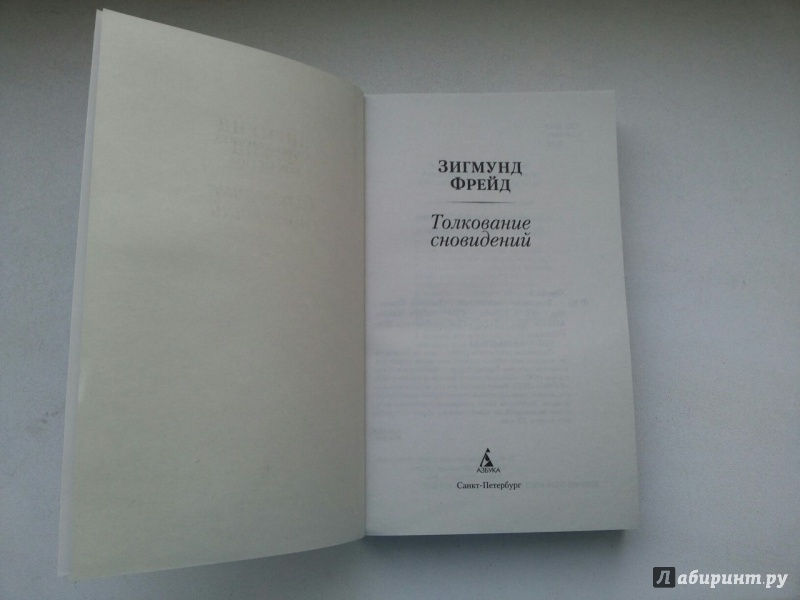 ЗИГМУНД
ФРЕЙД
Толкование
сновидений
АЗБУКА
Санкт-Петербург
Лабиринт.ру